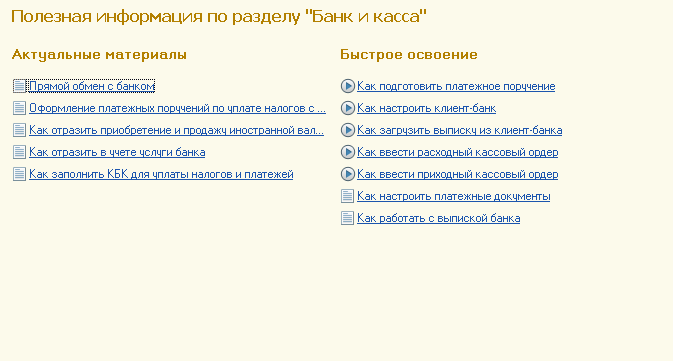 Полезная информация по разделу "Банк и касса"
Актуальные материалы
Прямой обмен с банком
Оформление платежных поручений по уплате налогов с ...
Как отразить приобретение и продажу иностранной вал...
Как отразить в учете услуги банка
Как заполнить КБК для уплаты налогов и платежей
Быстрое освоение
Как подготовить платежное поручение
Как настроить клиент-банк
Как загрузить выписку из клиент-банка
Как ввести расходный кассовый ордер
Как ввести приходный кассовый ордер
Как настроить платежные документы
Как работать с выпиской банка